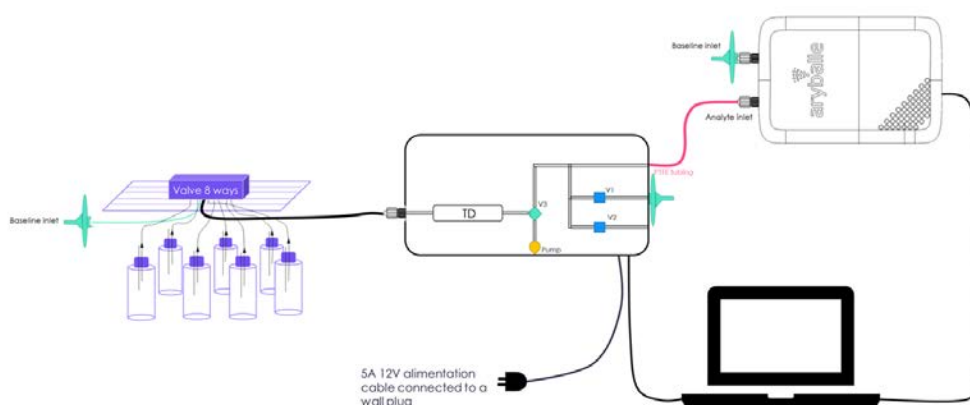 Baseline inlet
aryballe
Analyte inlet
PTFE tubing
Valve 8 ways
Baseline inlet
TD
V3
V1
V2
Pump
5A 12V alimentation
cable connected to a
wall plug